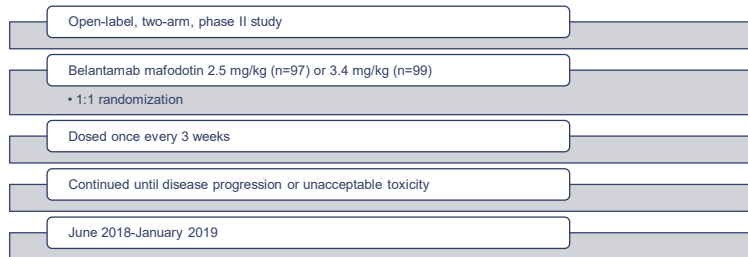 Open-label, two-arm, phase II study
Belantamab mafodotin 2.5 mg/kg (n=97) or 3.4 mg/kg (n=99)
• 1:1 randomization
Dosed once every 3 weeks
Continued until disease progression or unacceptable toxicity
June 2018-January 2019